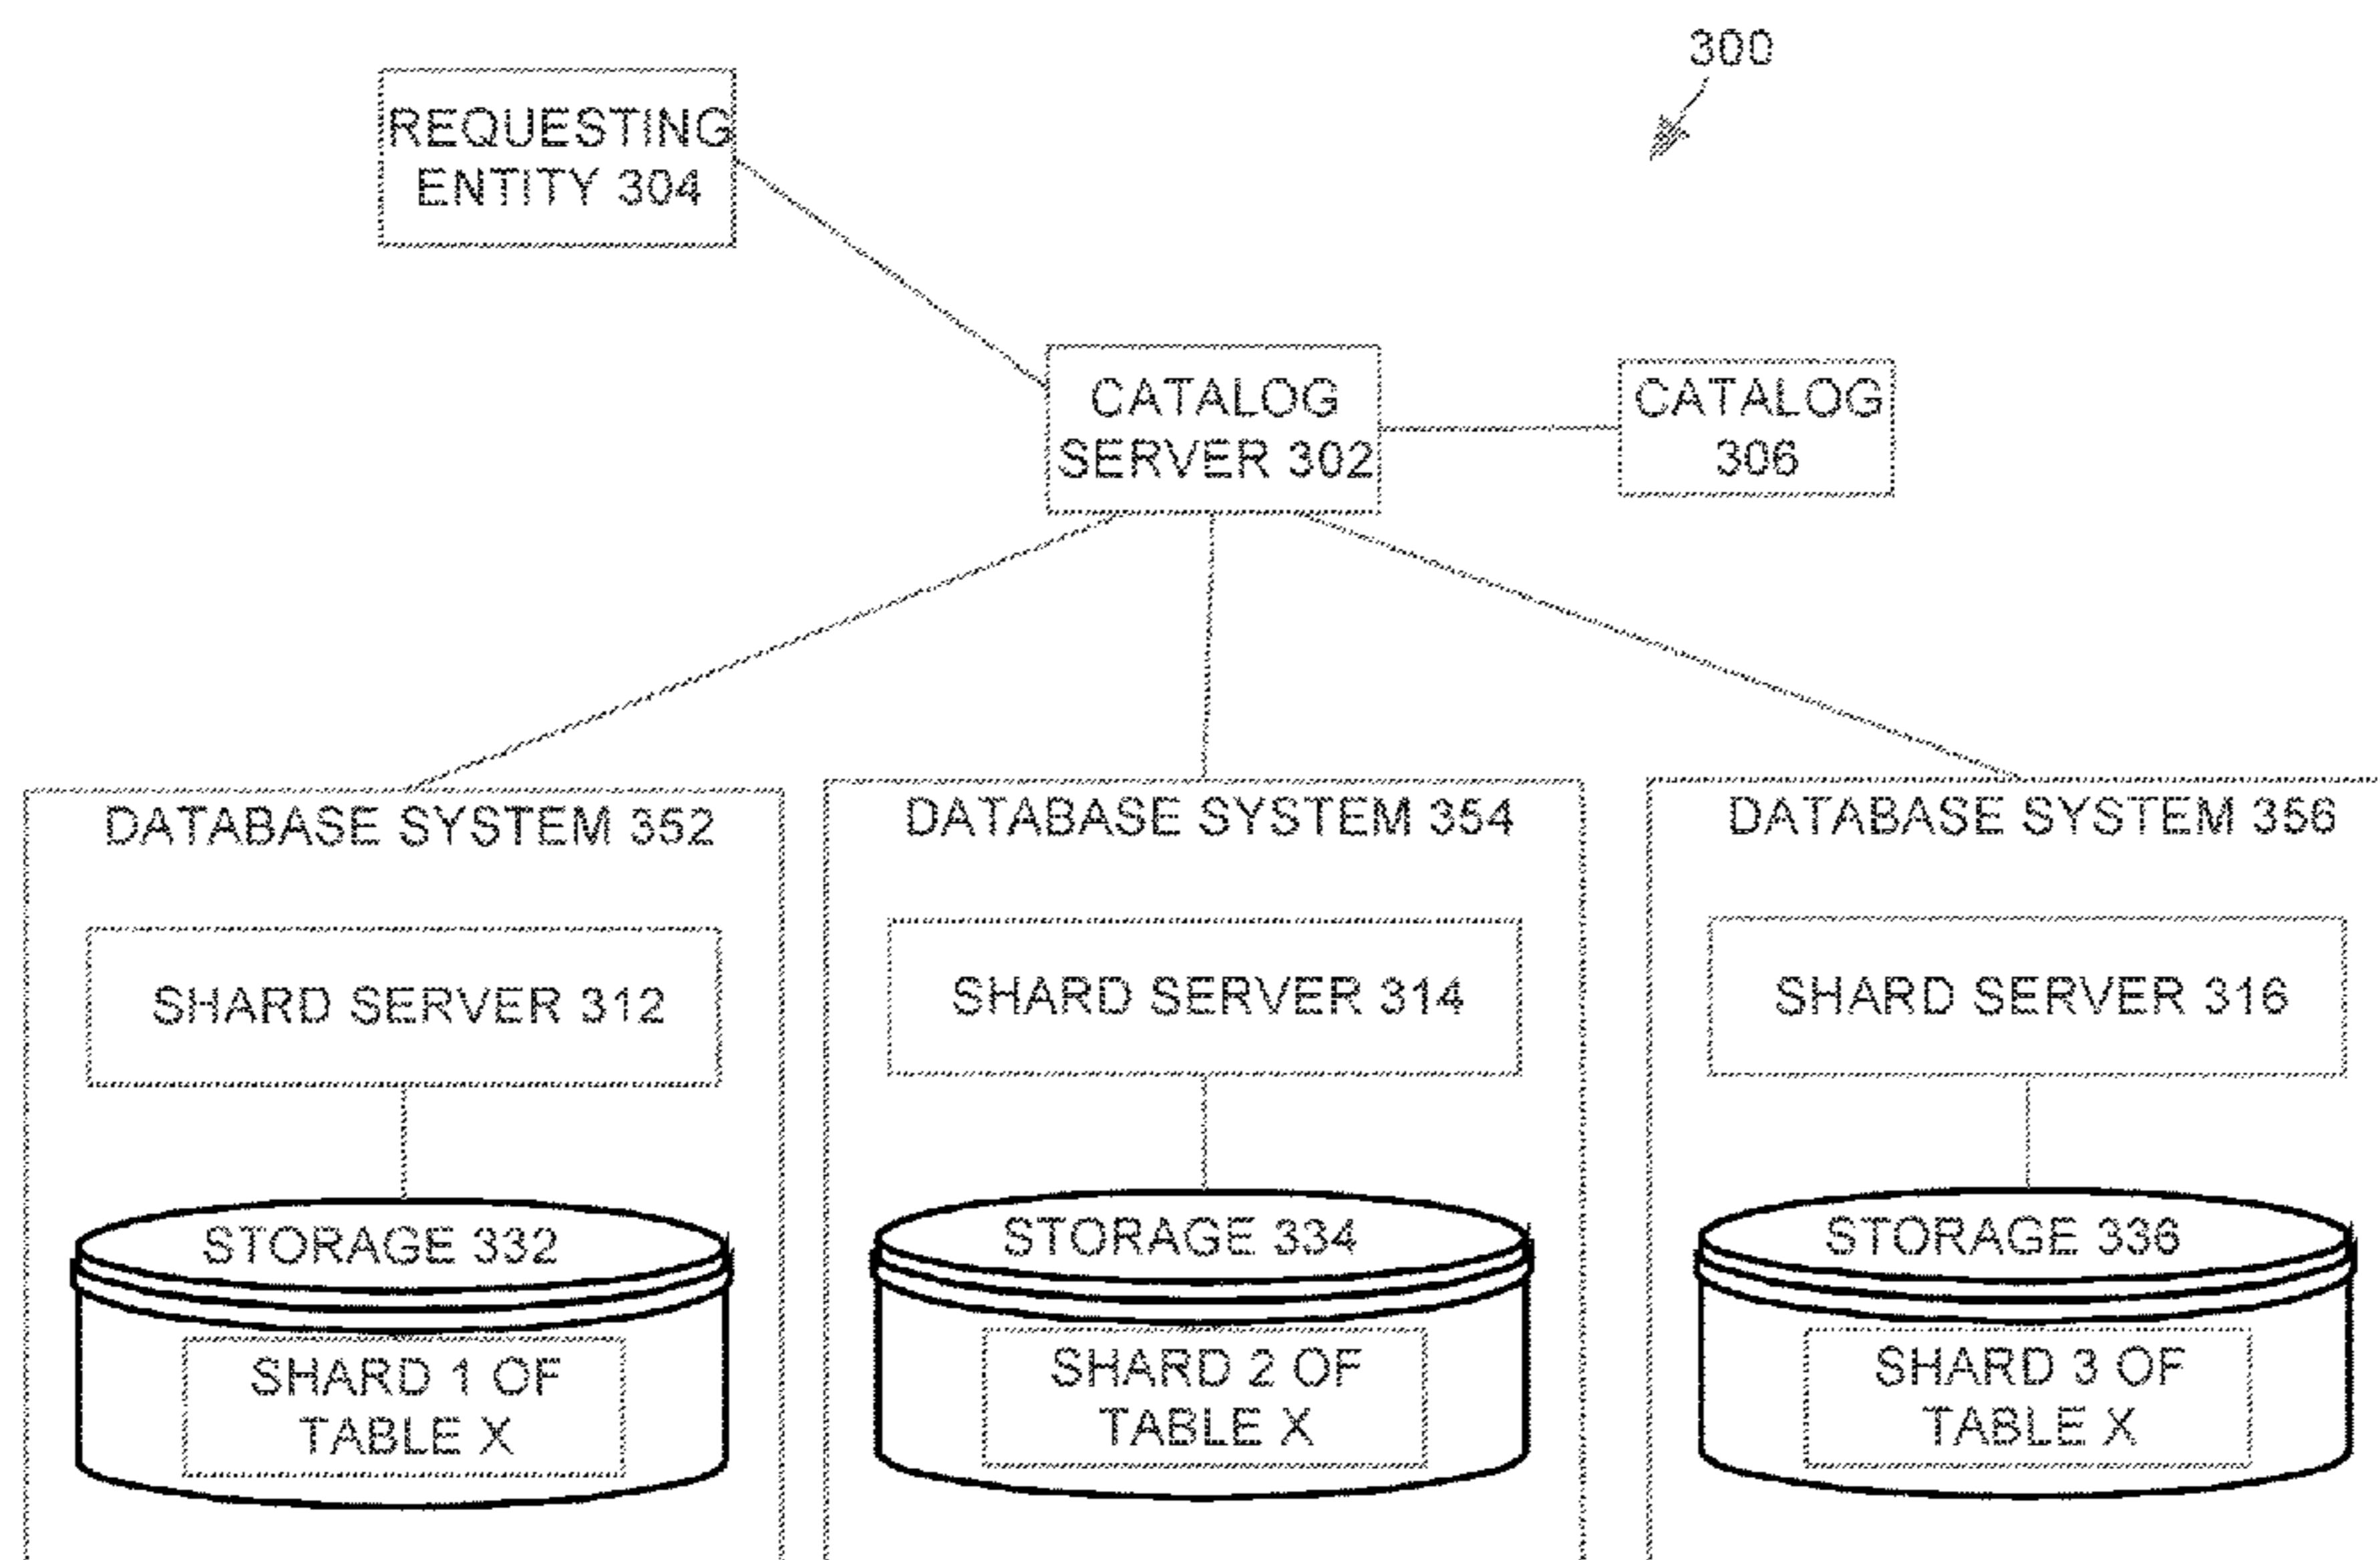 300
REQUESTING
ENTITY 304
CATALOG
SERVER 302
CATALOG
306
DATABASE SYSTEM 352
SHARD SERVER 312
STORAGE 332
SHARD 1 OF
TABLE X
DATABASE SYSTEM 354
SHARD SERVER 314
STORAGE 334
SHARD 2 OF
TABLE X
DATABASE SYSTEM 356
SHARD SERVER 316
STORAGE 336
SHARD 3 OF
TABLE X